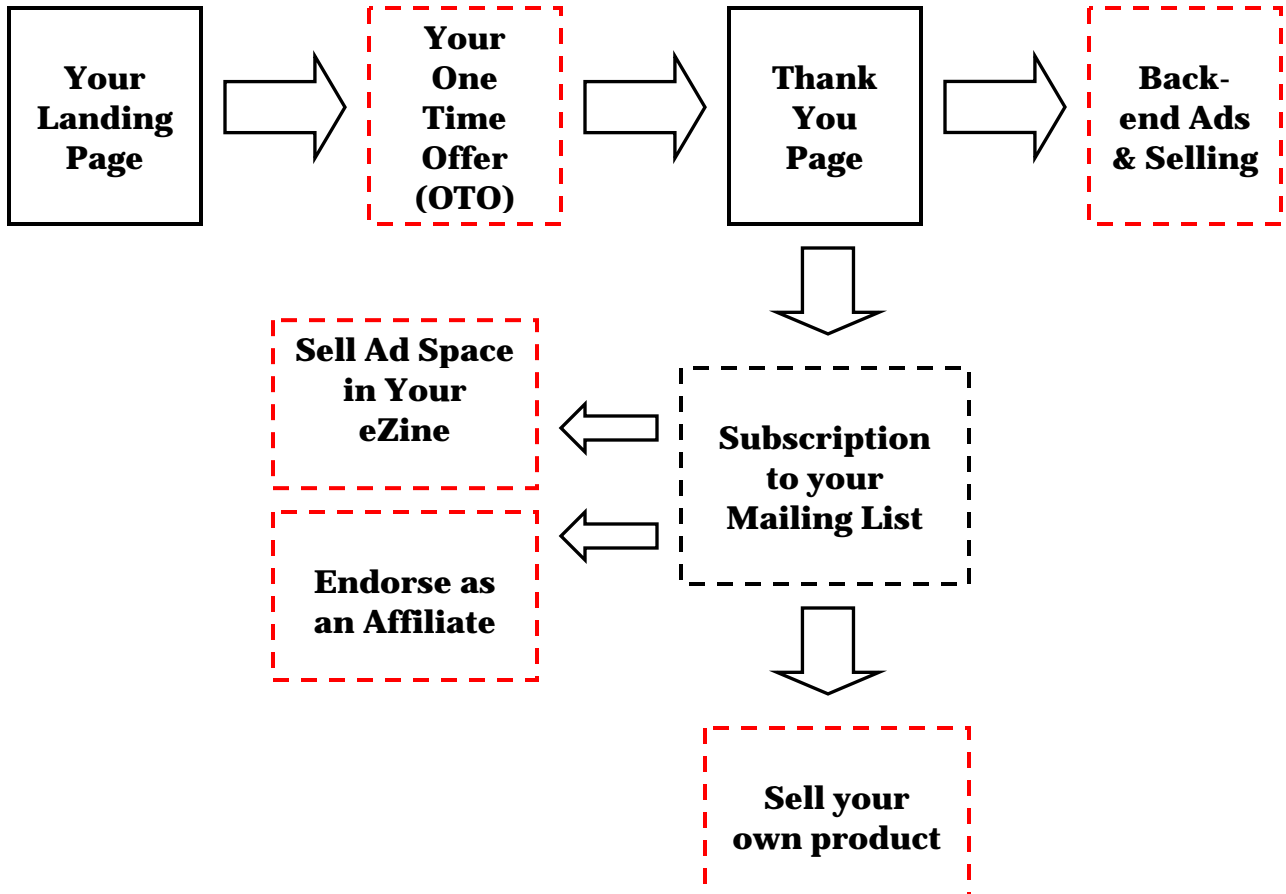 Your
Landing
Page
Your
One
Time
Offer
(OTO)
Thank
You
Page
Back-
end Ads
& Selling
Sell Ad Space
in Your
eZine
Subscription
to your
Mailing List
Endorse as
an Affiliate
Sell your
own product